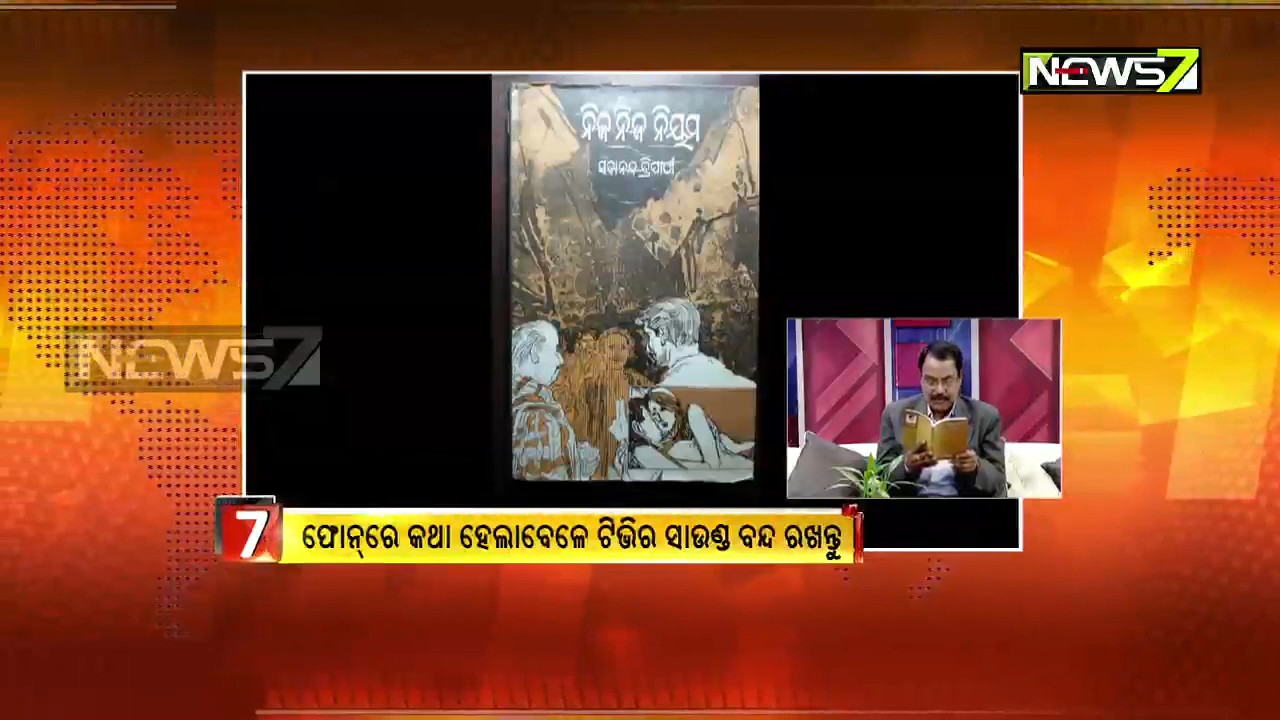 NEWS7
ନିଜ ନିଜ ନିୟମ
ସଚ୍ଚାନନ୍ଦ ତ୍ରିପାଠୀ
NEWS7
7 ଫୋନ୍‌ରେ କଥା ହେଲାବେଳେ ଟିଭିର ସାଉଣ୍ଡ ବନ୍ଦ ରଖନ୍ତୁ